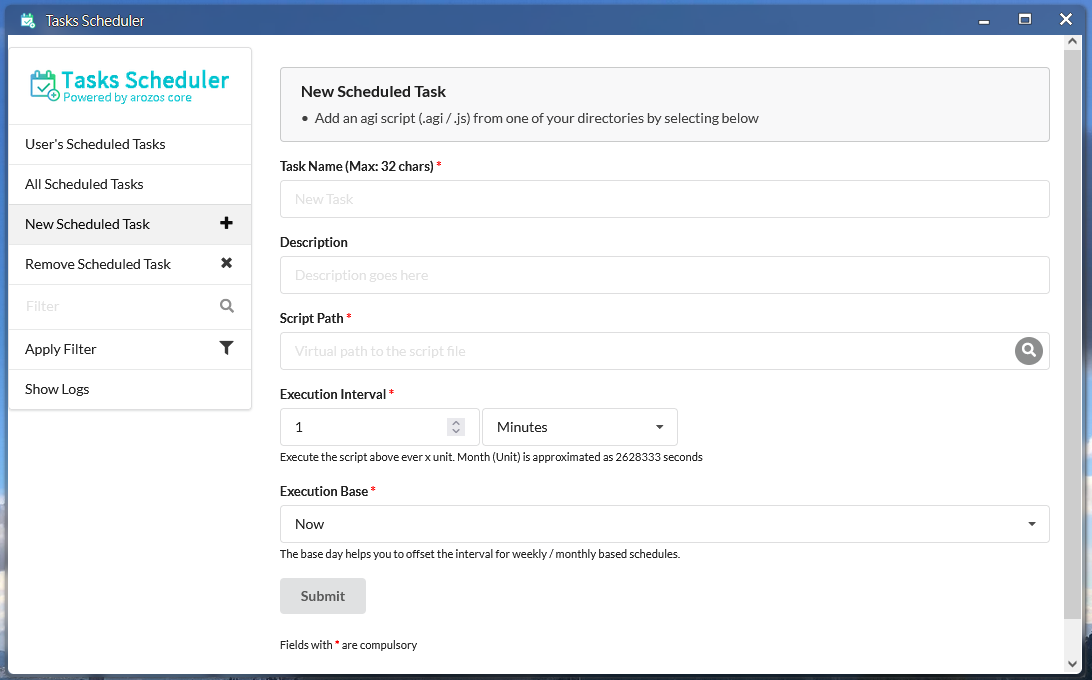 Tasks Scheduler
Tasks Scheduler
Powered by arozos core
User's Scheduled Tasks
All Scheduled Tasks
New Scheduled Task
Remove Scheduled Task
Filter
Apply Filter
Show Logs
New Scheduled Task
• Add an agi script (.agi / .js) from one of your directories by selecting below
Task Name (Max: 32 chars) *
New Task
Description
Description goes here
Script Path *
Virtual path to the script file
Execution Interval *
1 Minutes
Execute the script above ever x unit. Month (Unit) is approximated as 2628333 seconds
Execution Base *
Now
The base day helps you to offset the interval for weekly / monthly based schedules.
Submit
Fields with * are compulsory